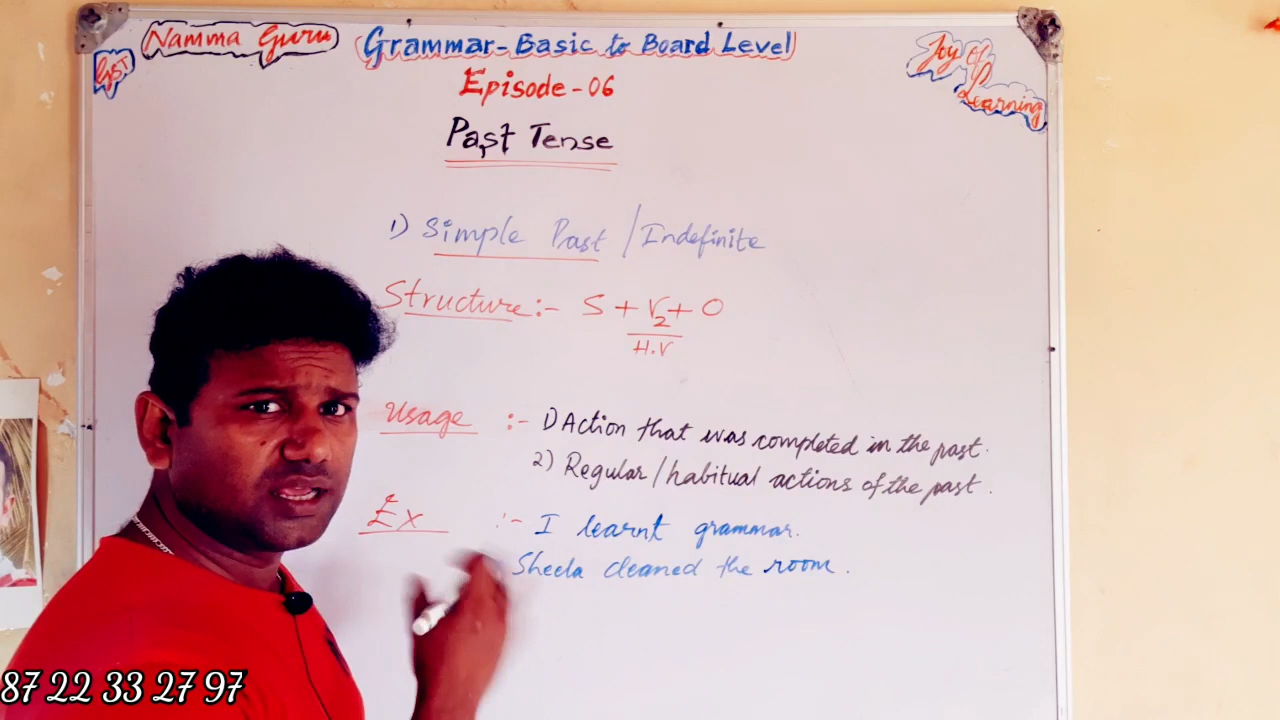 Namma Guru
Grammar-Basic to Board Level
GβT
Joy of
Learning
Episode-06
Past Tense
1) Simple Past / Indefinite
Structure:- S + V2 + O
H.V
Usage :- 1) Action that was completed in the past.
2) Regular/habitual actions of the past.
Ex :- I learnt grammar.
Sheela cleaned the room.
87 22 33 27 97